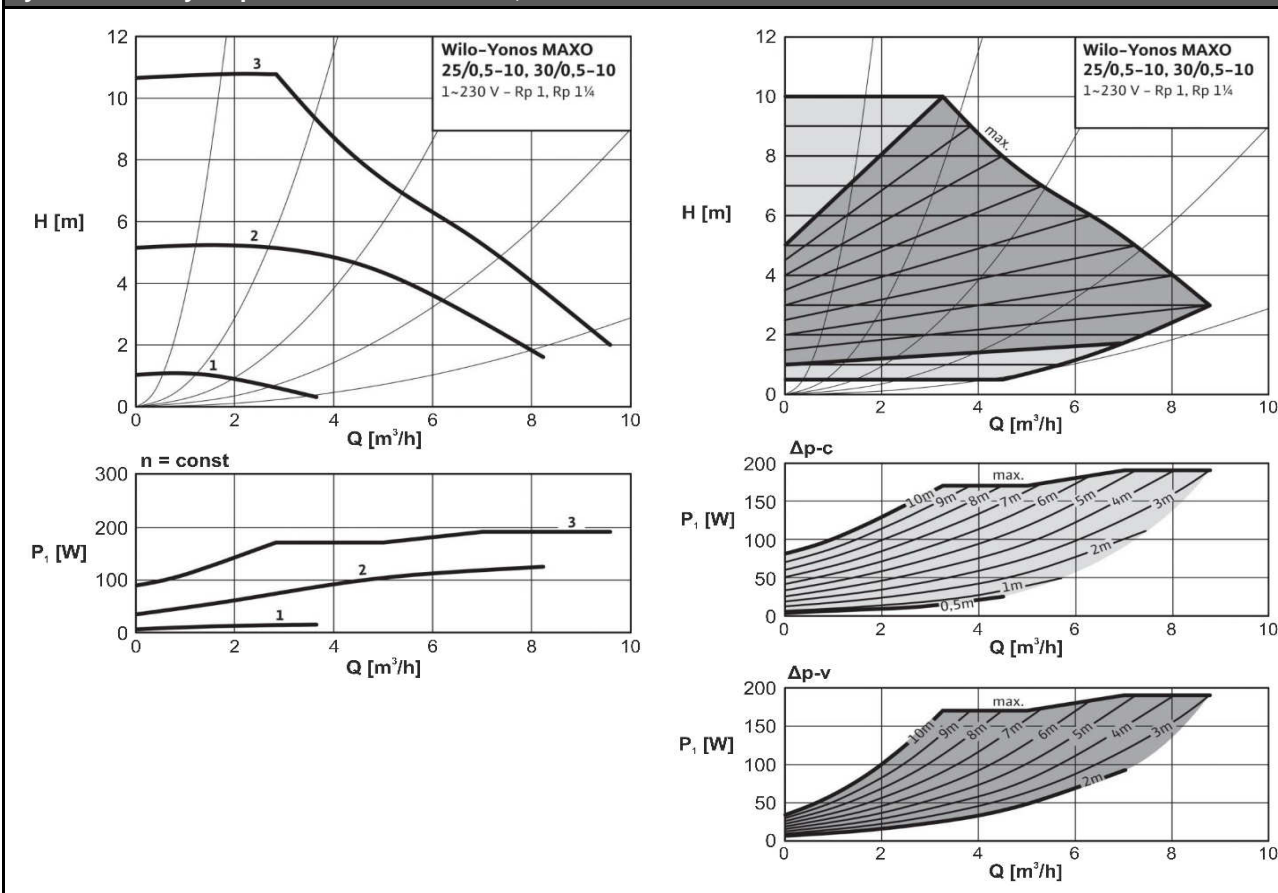 12
10
8
6
4
2
0
H [m]
3
2
1
Wilo-Yonos MAXO
25/0,5-10, 30/0,5-10
1~230 V - Rp 1, Rp 1¼
0 2 4 6 8 10
Q [m³/h]
n = const
300
200
100
0
P₁ [W]
3
2
1
0 2 4 6 8 10
Q [m³/h]
12
10
8
6
4
2
0
H [m]
max.
Wilo-Yonos MAXO
25/0,5-10, 30/0,5-10
1~230 V - Rp 1, Rp 1¼
0 2 4 6 8 10
Q [m³/h]
Δp-c
200
150
100
50
0
P₁ [W]
max.
10m 9m 8m 7m 6m 5m 4m 3m
2m
1m
0,5m
0 2 4 6 8 10
Q [m³/h]
Δp-v
200
150
100
50
0
P₁ [W]
max.
10m 9m 8m 7m 6m 5m 4m 3m
2m
0 2 4 6 8 10
Q [m³/h]